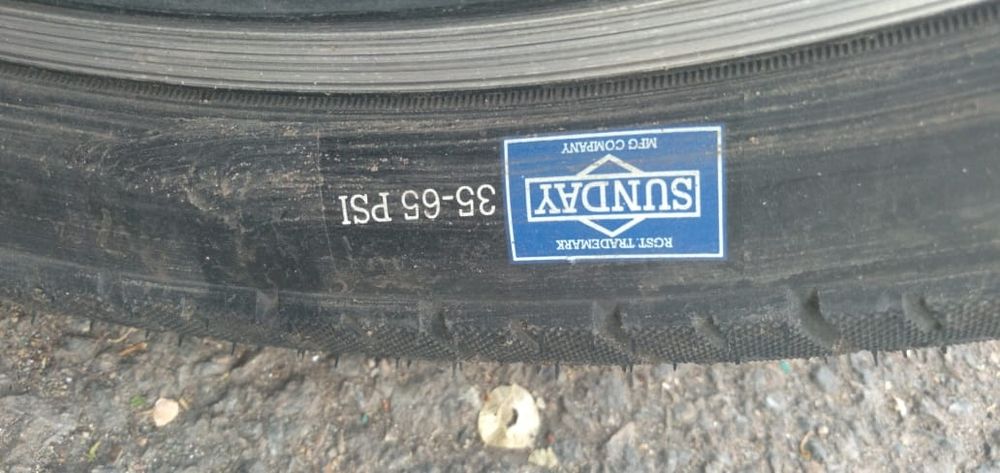 RGST. TRADEMARK
SUNDAY
MFG COMPANY
35-65 PSI